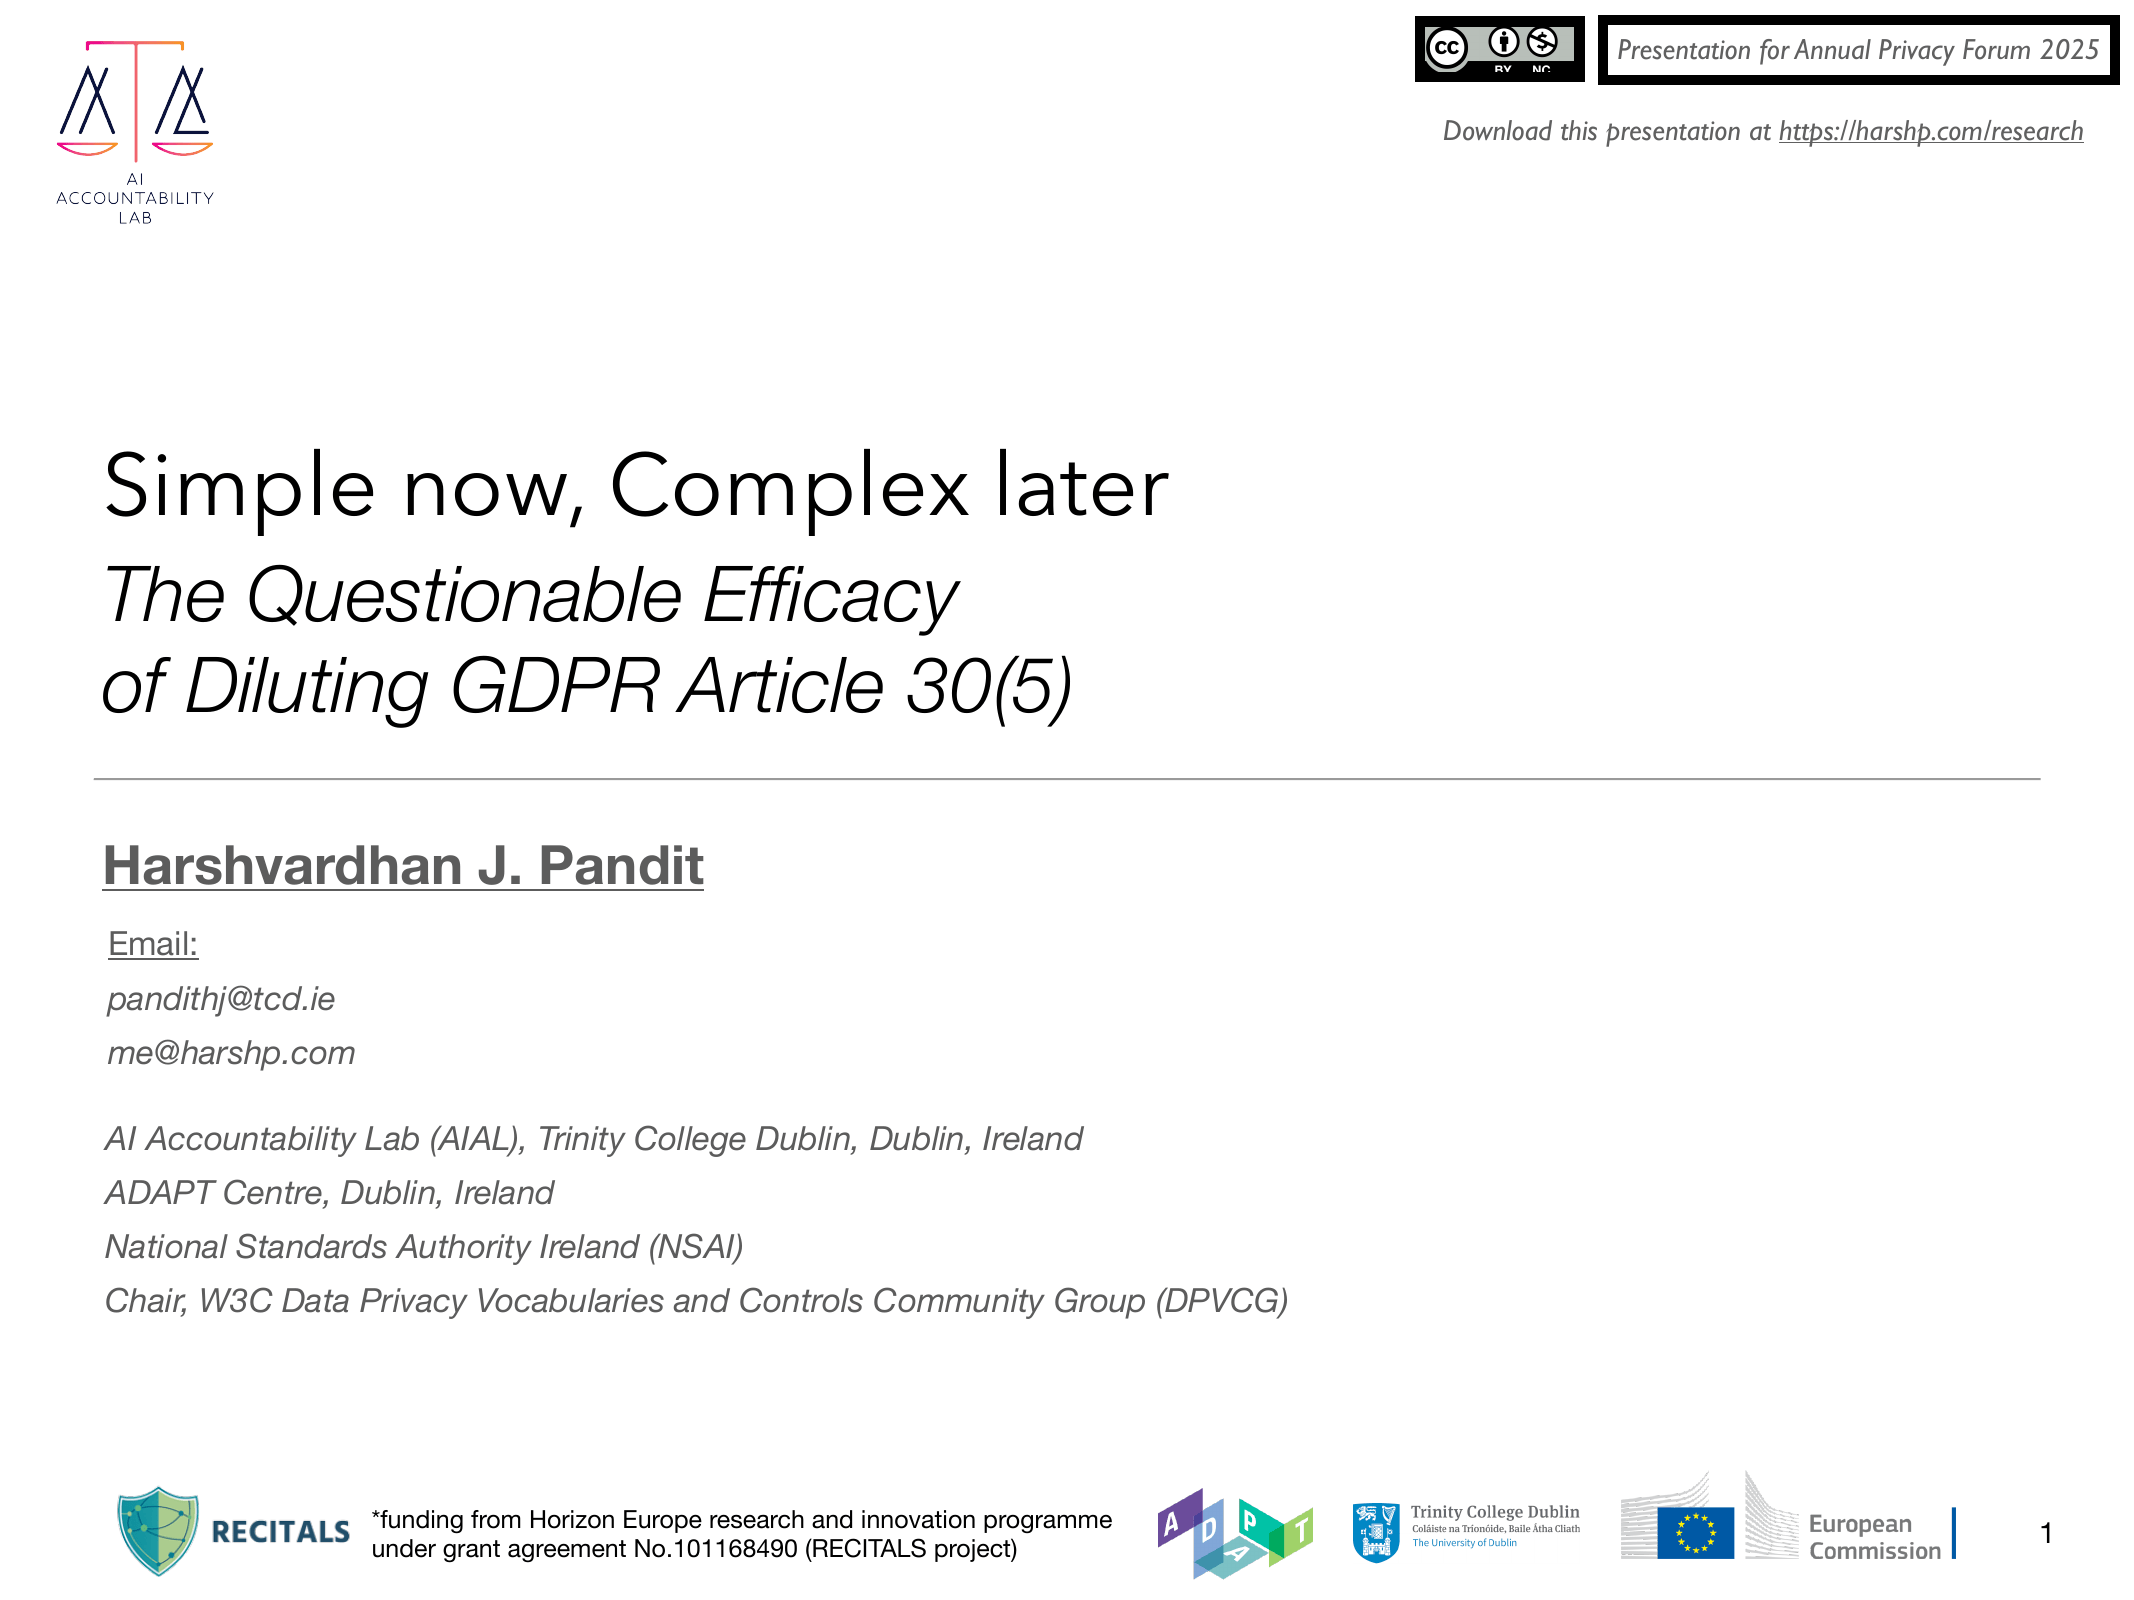 AI
ACCOUNTABILITY
LAB
cc
BY NC
Presentation for Annual Privacy Forum 2025
Download this presentation at https://harshp.com/research
Simple now, Complex later
The Questionable Efficacy
of Diluting GDPR Article 30(5)
Harshvardhan J. Pandit
Email:
pandithj@tcd.ie
me@harshp.com
AI Accountability Lab (AIAL), Trinity College Dublin, Dublin, Ireland
ADAPT Centre, Dublin, Ireland
National Standards Authority Ireland (NSAI)
Chair, W3C Data Privacy Vocabularies and Controls Community Group (DPVCG)
RECITALS
*funding from Horizon Europe research and innovation programme
under grant agreement No.101168490 (RECITALS project)
ADAPT
Trinity College Dublin
Coláiste na Tríonóide, Baile Átha Cliath
The University of Dublin
European
Commission
1